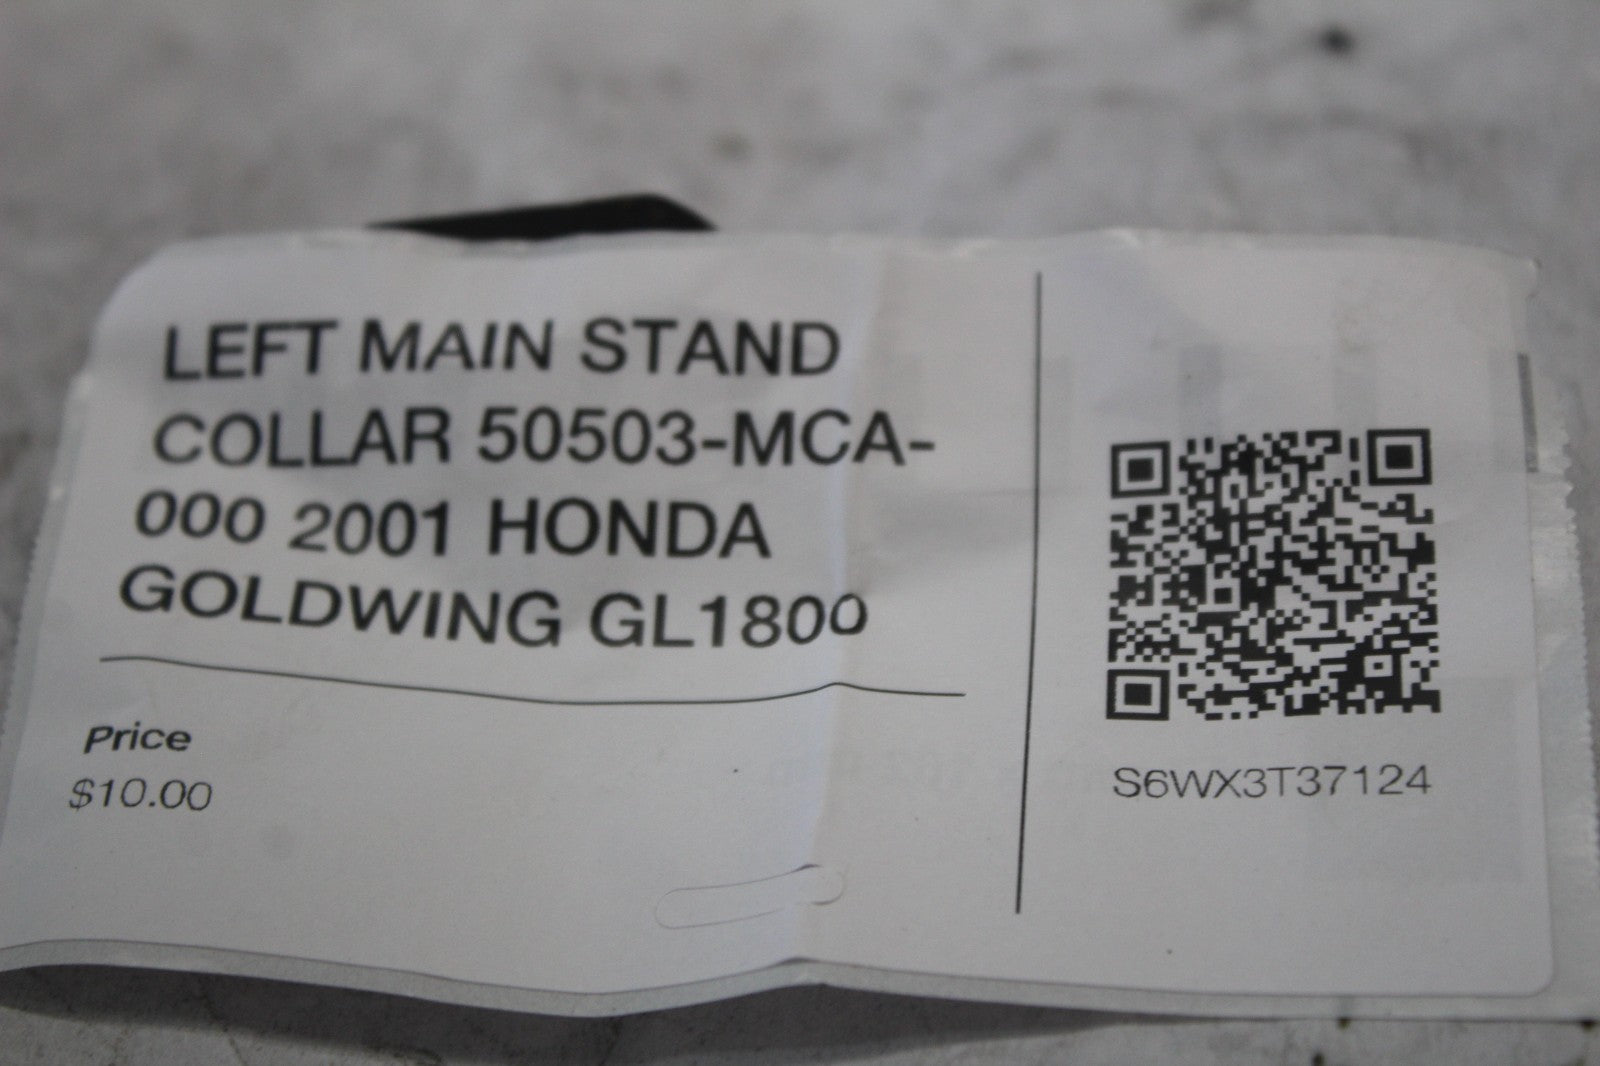 LEFT MAIN STAND
COLLAR 50503-MCA-
000 2001 HONDA
GOLDWING GL1800
Price
$10.00
S6WX3T37124